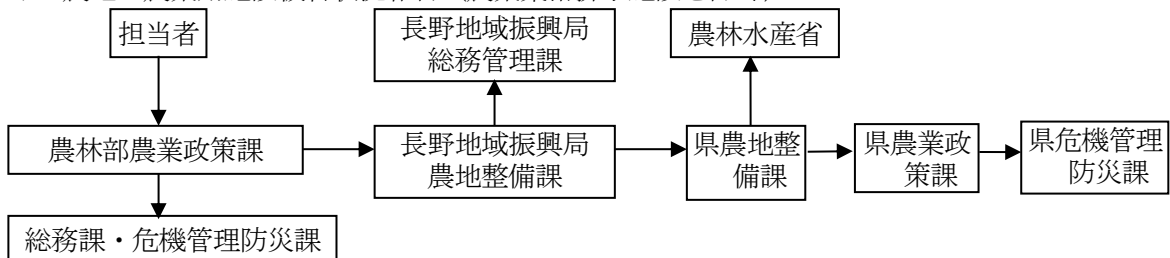 担当者
長野地域振興局
総務管理課
農林水産省
農林部農業政策課
長野地域振興局
農地整備課
県農地整
備課
県農業政
策課
県危機管理
防災課
総務課・危機管理防災課